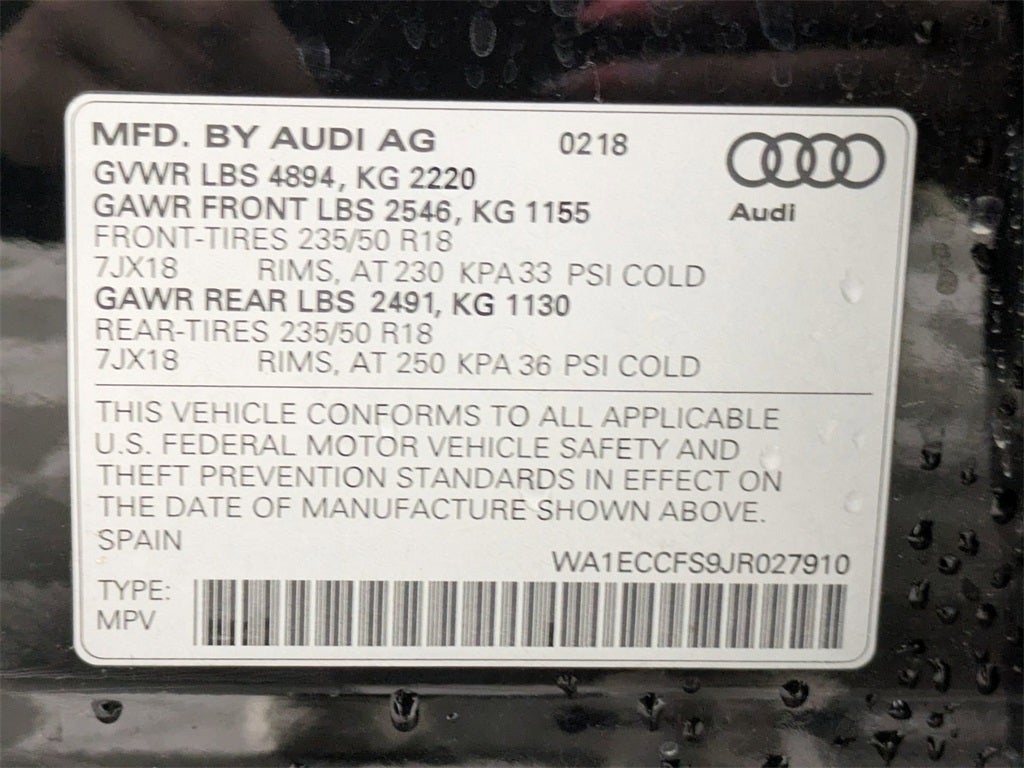 MFD. BY AUDI AG 0218
GVWR LBS 4894, KG 2220
GAWR FRONT LBS 2546, KG 1155
Audi
FRONT-TIRES 235/50 R18
7JX18 RIMS, AT 230 KPA 33 PSI COLD
GAWR REAR LBS 2491, KG 1130
REAR-TIRES 235/50 R18
7JX18 RIMS, AT 250 KPA 36 PSI COLD
THIS VEHICLE CONFORMS TO ALL APPLICABLE
U.S. FEDERAL MOTOR VEHICLE SAFETY AND
THEFT PREVENTION STANDARDS IN EFFECT ON
THE DATE OF MANUFACTURE SHOWN ABOVE.
SPAIN
WA1ECCFS9JR027910
TYPE:
MPV